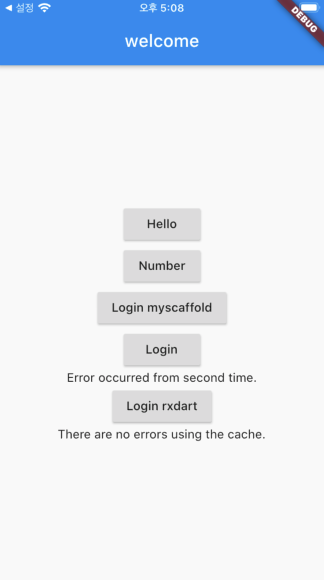 ◀ 설정
오후 5:08
DEBUG
welcome
Hello
Number
Login myscaffold
Login
Error occurred from second time.
Login rxdart
There are no errors using the cache.